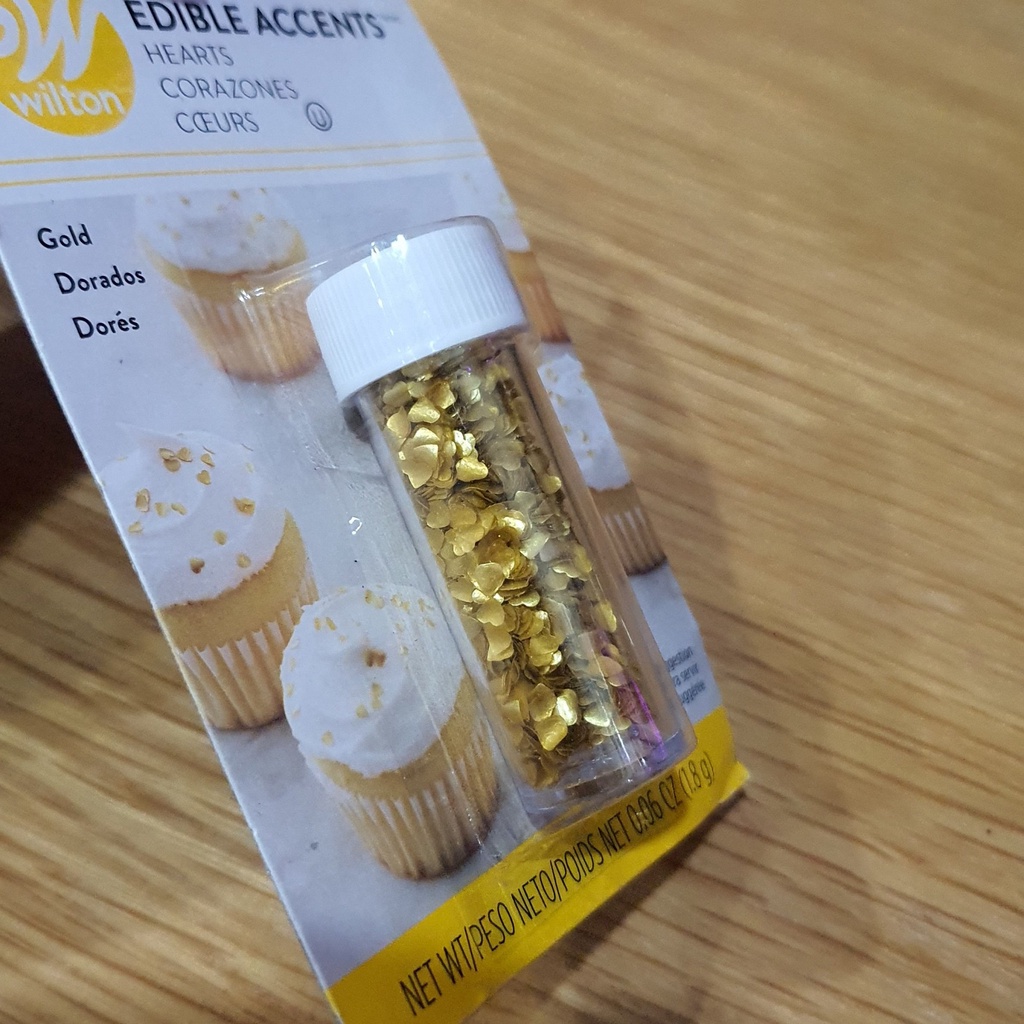 wilton
EDIBLE ACCENTS™
HEARTS
CORAZONES
CŒURS
U
Gold
Dorados
Dorés
NET WT/PESO NETO/POIDS NET 0.06 OZ (1.8 g)